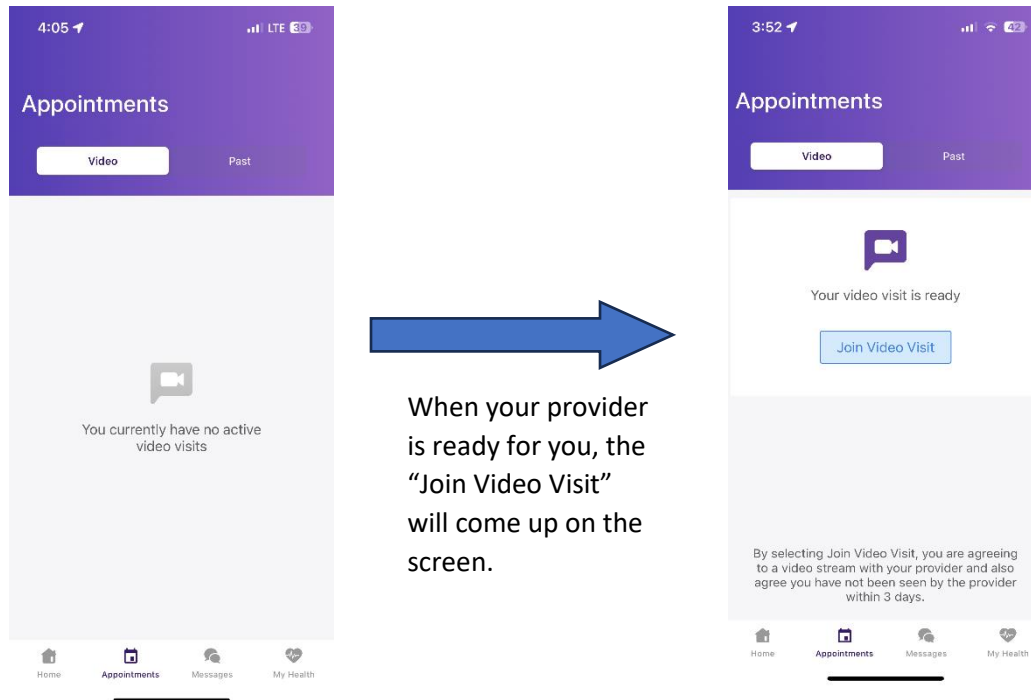 4:05
LTE 39
Appointments
Video Past
You currently have no active
video visits
Home Appointments Messages My Health
When your provider
is ready for you, the
“Join Video Visit”
will come up on the
screen.
3:52
42
Appointments
Video Past
Your video visit is ready
Join Video Visit
By selecting Join Video Visit, you are agreeing
to a video stream with your provider and also
agree you have not been seen by the provider
within 3 days.
Home Appointments Messages My Health